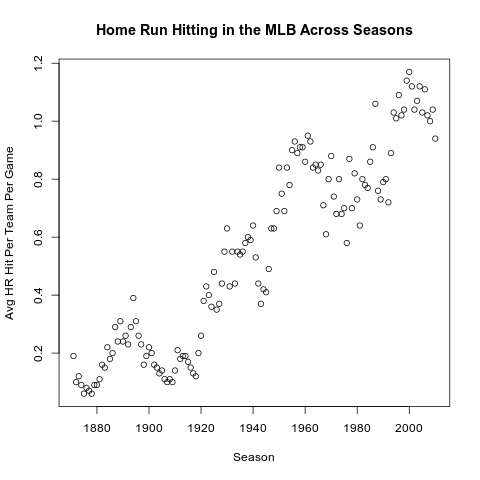 Home Run Hitting in the MLB Across Seasons
Avg HR Hit Per Team Per Game
1.2
1.0
0.8
0.6
0.4
0.2
1880 1900 1920 1940 1960 1980 2000
Season